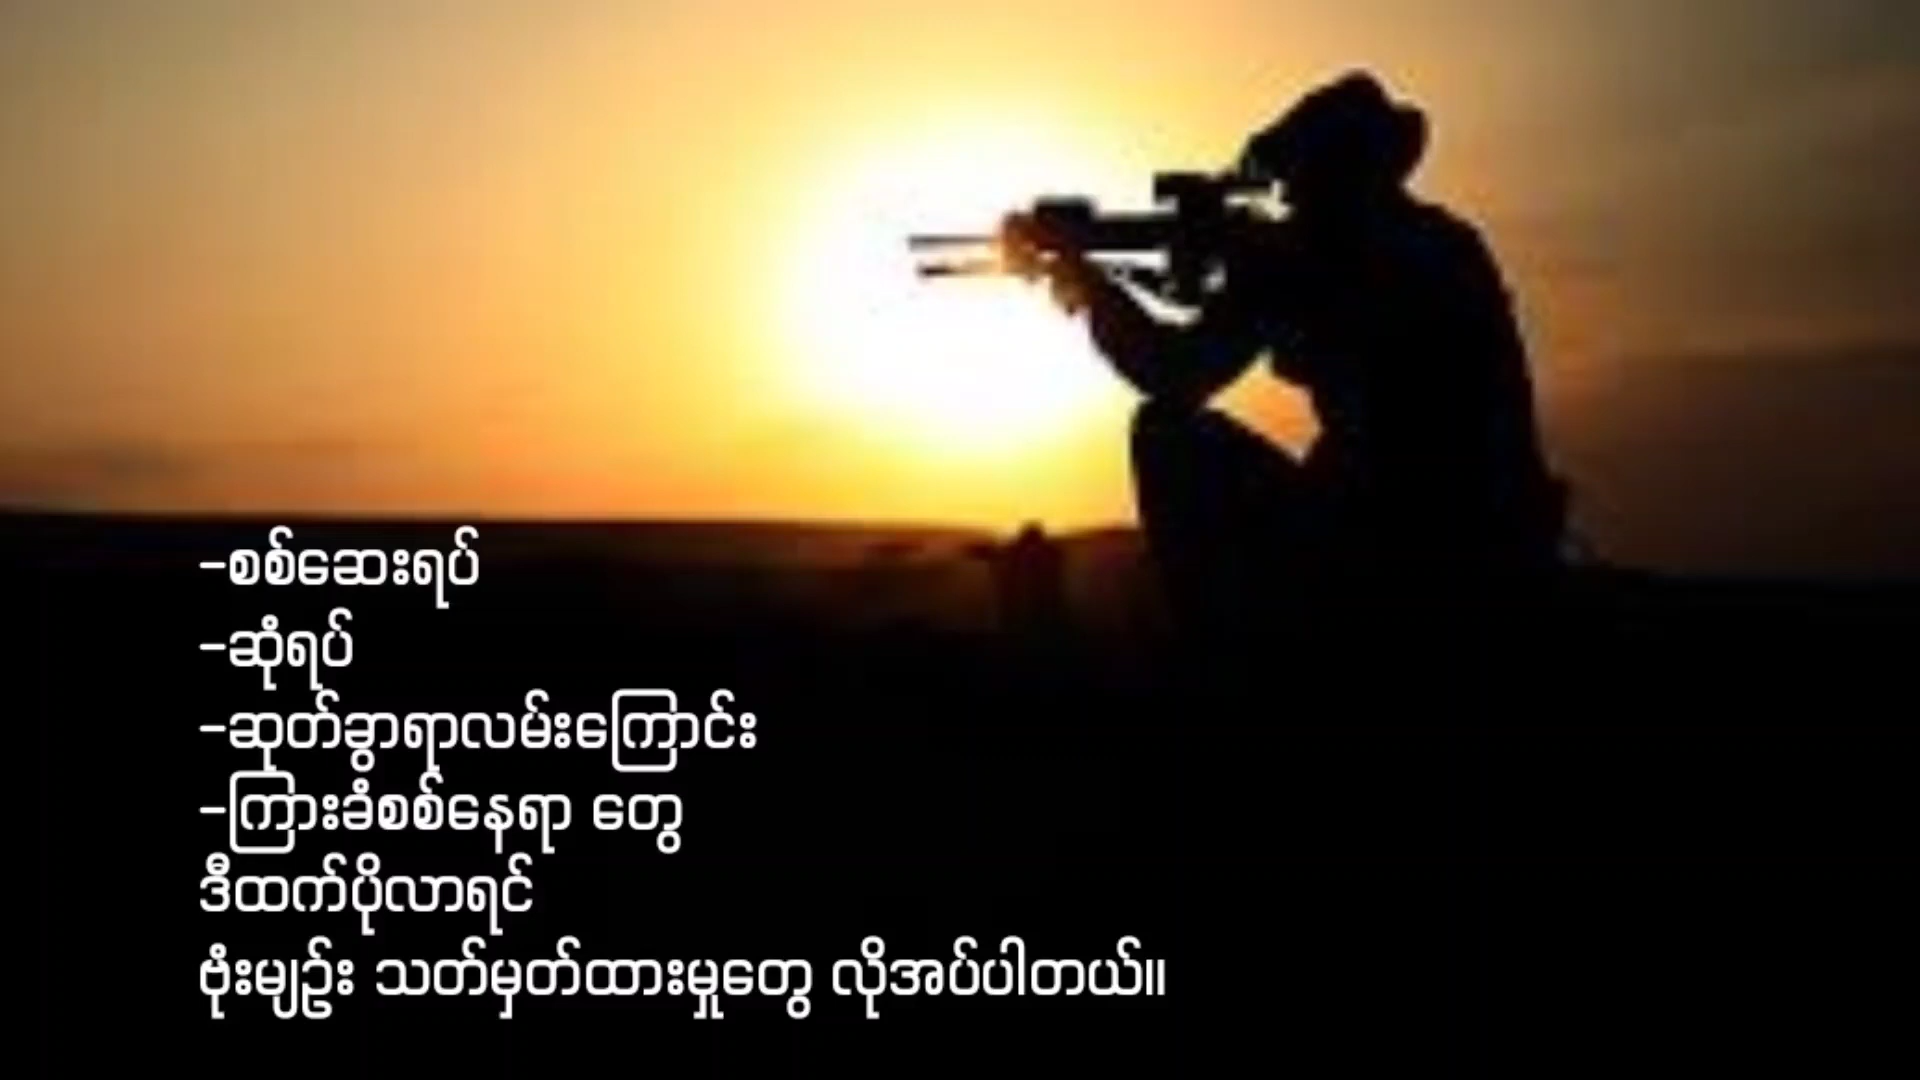 -စစ်ဆေးရပ်
-ဆုံရပ်
-ဆုတ်ခွာရာလမ်းကြောင်း
-ကြားခံစစ်နေရာ တွေ
ဒီထက်ပိုလာရင်
ဗုံးမျဥ်း သတ်မှတ်ထားမှုတွေ လိုအပ်ပါတယ်။